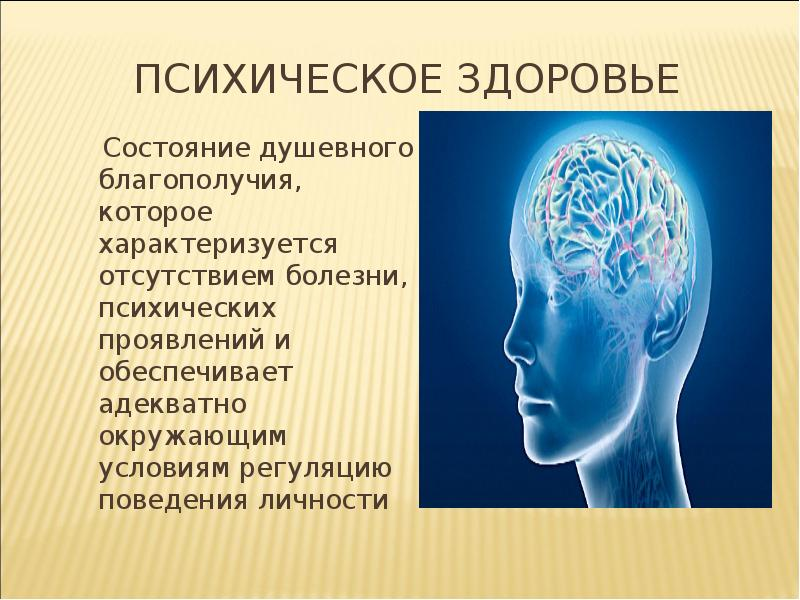 ПСИХИЧЕСКОЕ ЗДОРОВЬЕ
Состояние душевного
благополучия,
которое
характеризуется
отсутствием болезни,
психических
проявлений и
обеспечивает
адекватно
окружающим
условиям регуляцию
поведения личности